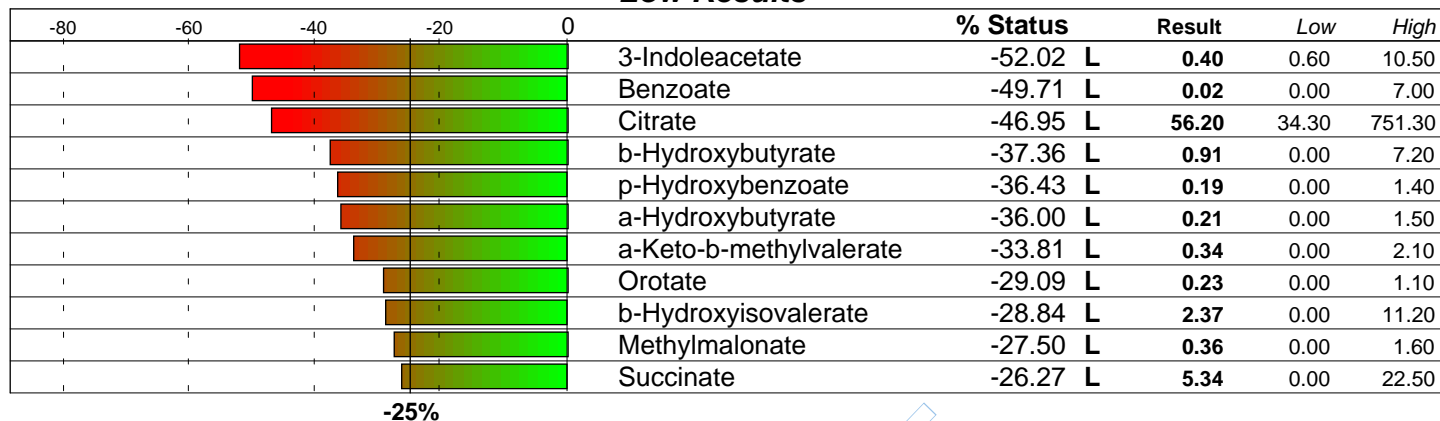 -80 -60 -40 -20 0 % Status Result Low High
3-Indoleacetate -52.02 L 0.40 0.60 10.50
Benzoate -49.71 L 0.02 0.00 7.00
Citrate -46.95 L 56.20 34.30 751.30
b-Hydroxybutyrate -37.36 L 0.91 0.00 7.20
p-Hydroxybenzoate -36.43 L 0.19 0.00 1.40
a-Hydroxybutyrate -36.00 L 0.21 0.00 1.50
a-Keto-b-methylvalerate -33.81 L 0.34 0.00 2.10
Orotate -29.09 L 0.23 0.00 1.10
b-Hydroxyisovalerate -28.84 L 2.37 0.00 11.20
Methylmalonate -27.50 L 0.36 0.00 1.60
Succinate -26.27 L 5.34 0.00 22.50
-25%